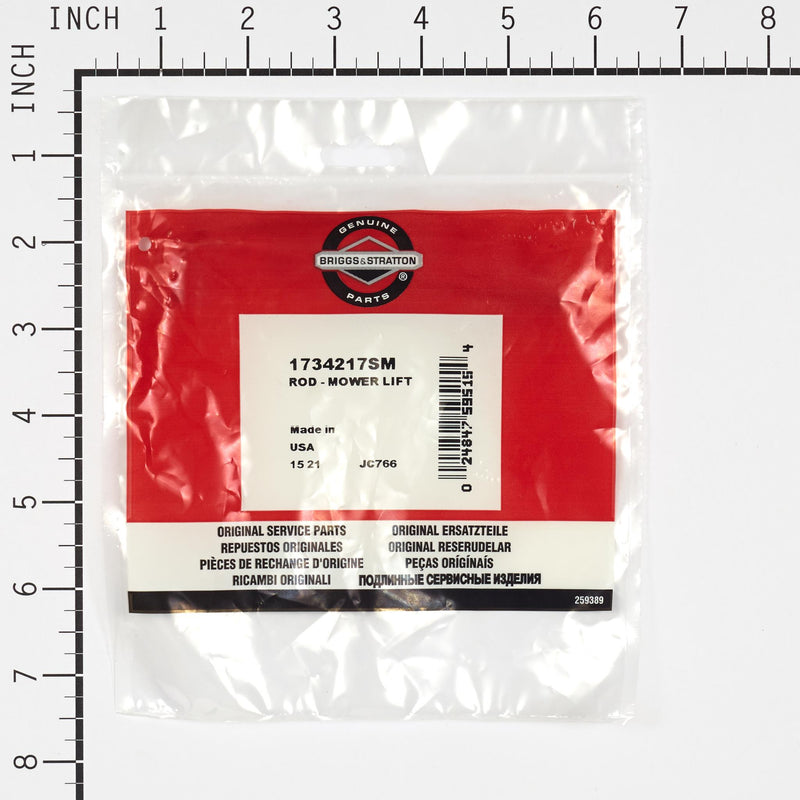 INCH 1 2 3 4 5 6 7 8
INCH 1 2 3 4 5 6 7 8
GENUINE
BRIGGS&STRATTON
®
PARTS
1734217SM
ROD - MOWER LIFT
Made in
USA
15 21 JC766
0 24847 59515 4
ORIGINAL SERVICE PARTS ORIGINAL ERSATZTEILE
REPUESTOS ORIGINALES ORIGINAL RESERUDELAR
PIÈCES DE RECHANGE D'ORIGINE PEÇAS ORIGÍNAIS
RICAMBI ORIGINALI ПОДЛИННЫЕ СЕРВИСНЫЕ ИЗДЕЛИЯ
259389